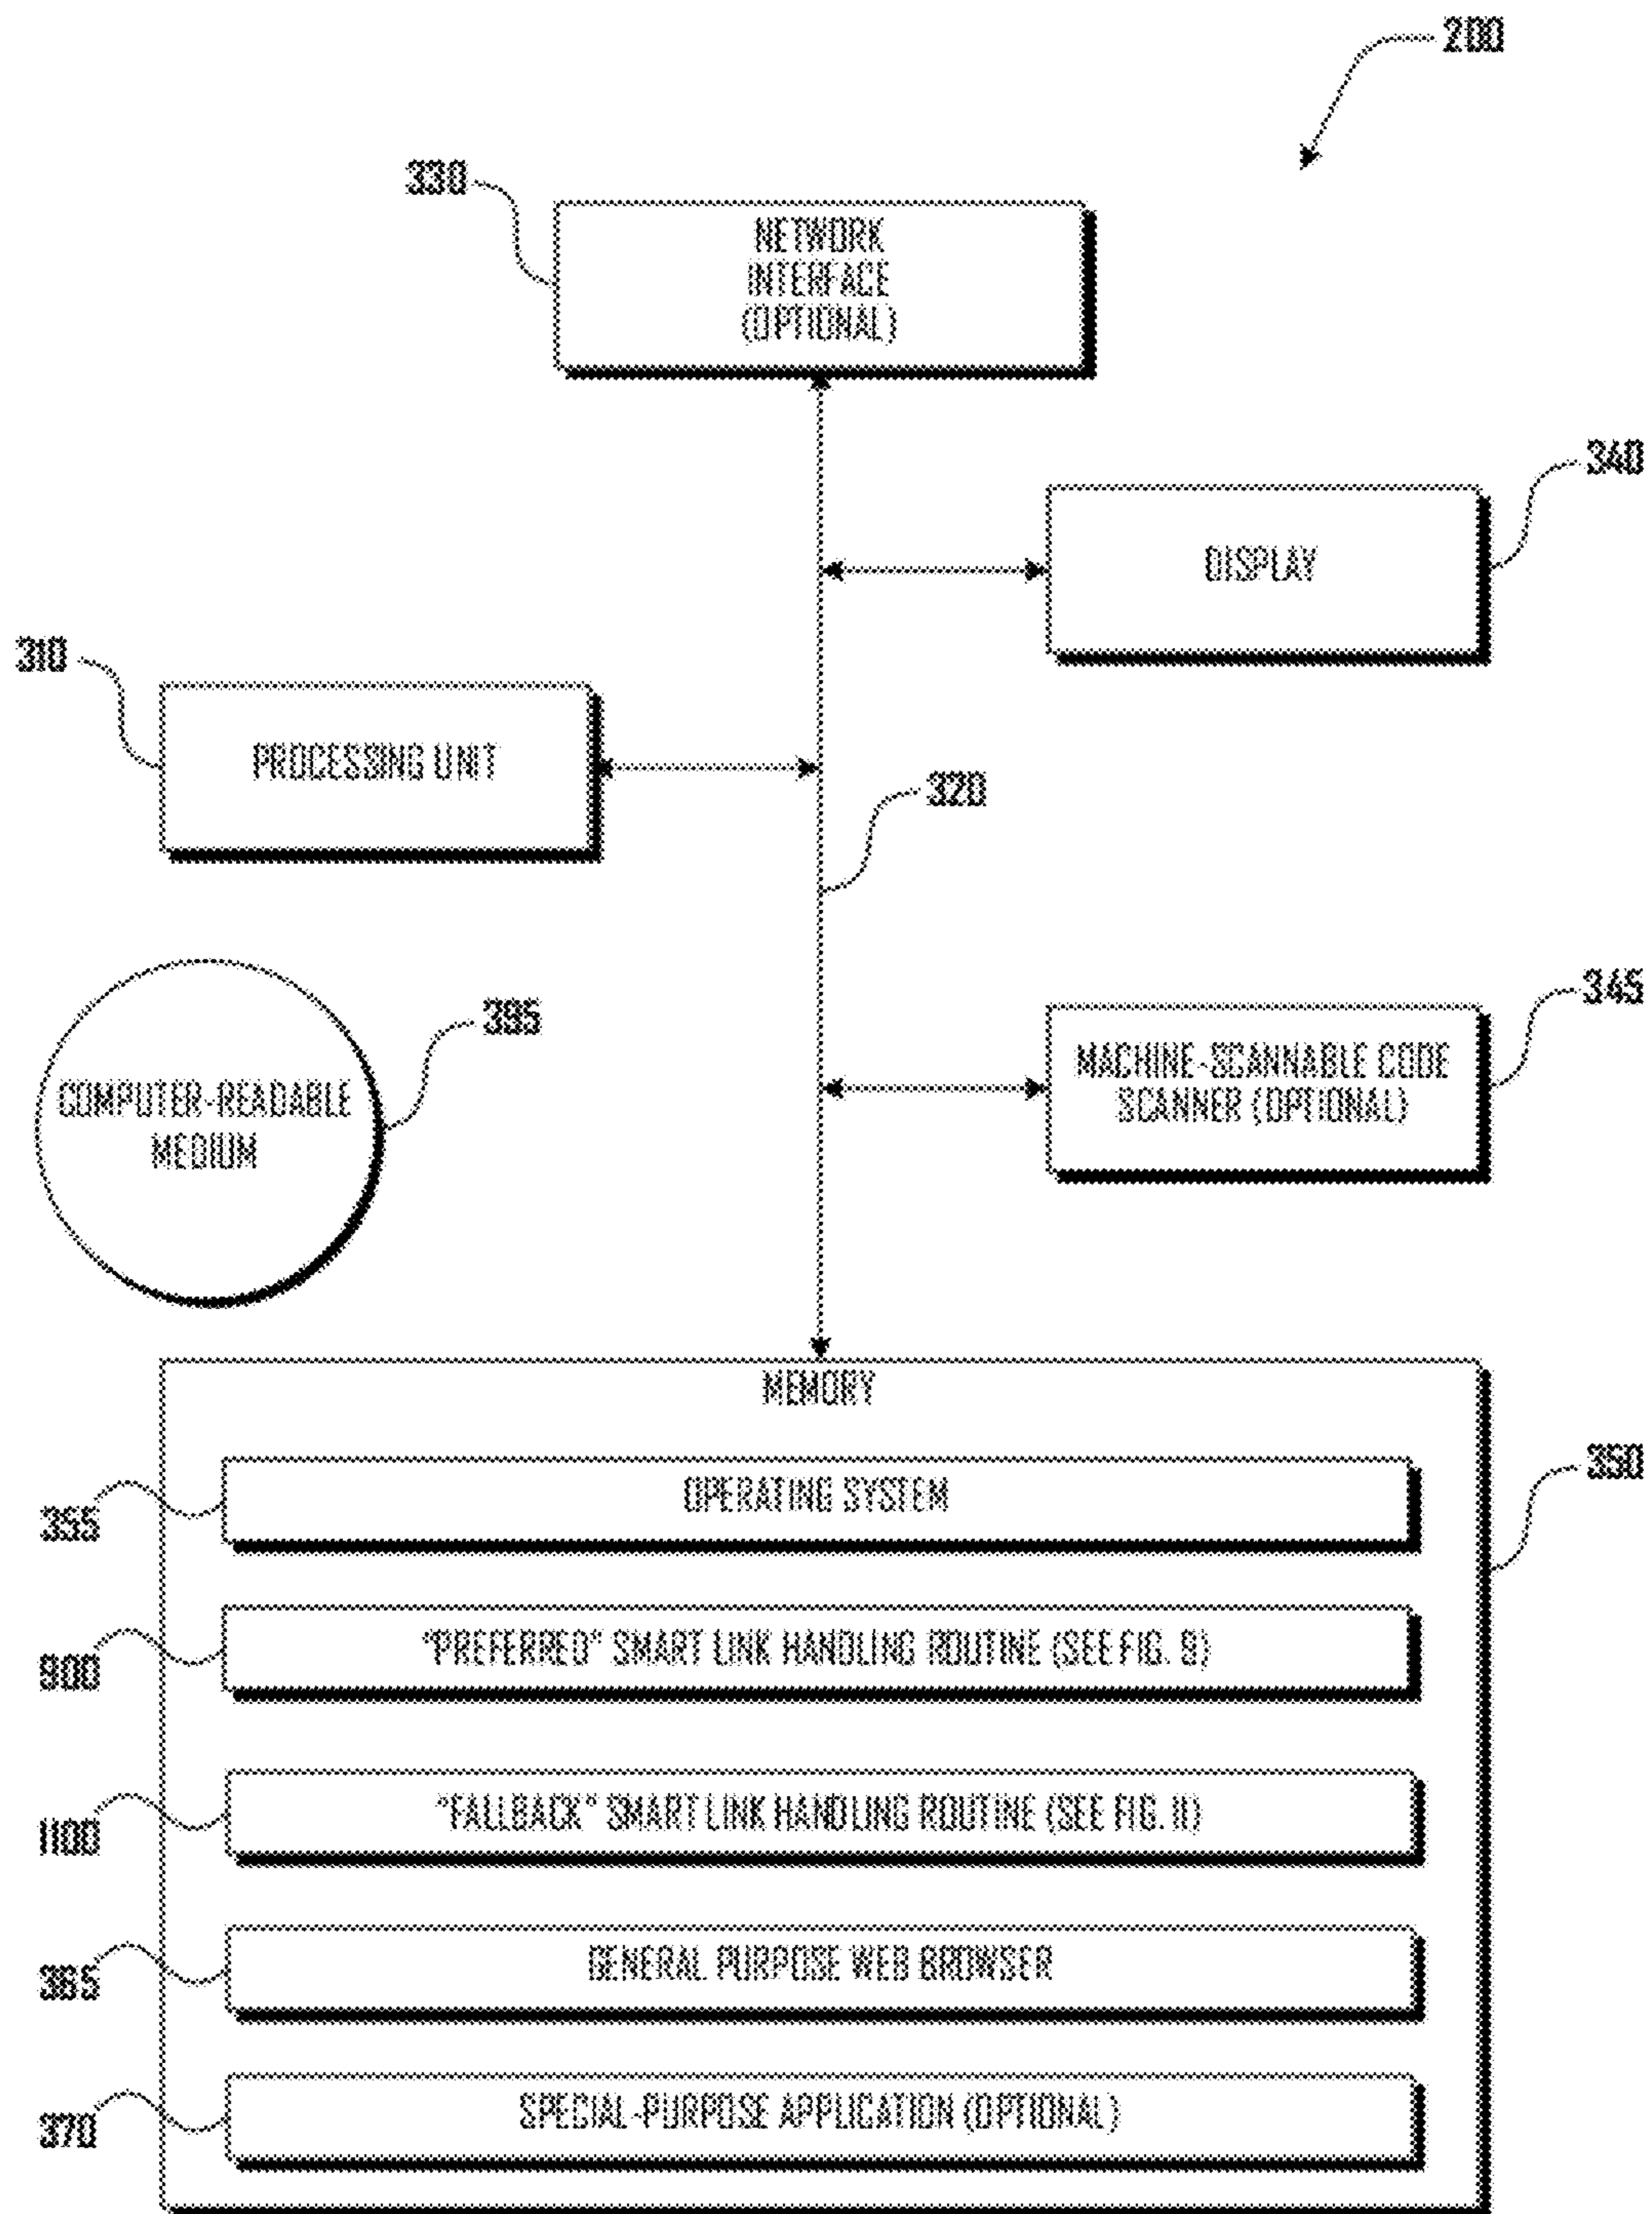 200
330
NETWORK
INTERFACE
(OPTIONAL)
340
DISPLAY
310
PROCESSING UNIT
320
395
COMPUTER-READABLE
MEDIUM
345
MACHINE-SCANNABLE CODE
SCANNER (OPTIONAL)
MEMORY
350
355
OPERATING SYSTEM
900
"PREFERRED" SMART LINK HANDLING ROUTINE (SEE FIG. 9)
1100
"FALLBACK" SMART LINK HANDLING ROUTINE (SEE FIG. 11)
365
GENERAL PURPOSE WEB BROWSER
370
SPECIAL-PURPOSE APPLICATION (OPTIONAL)